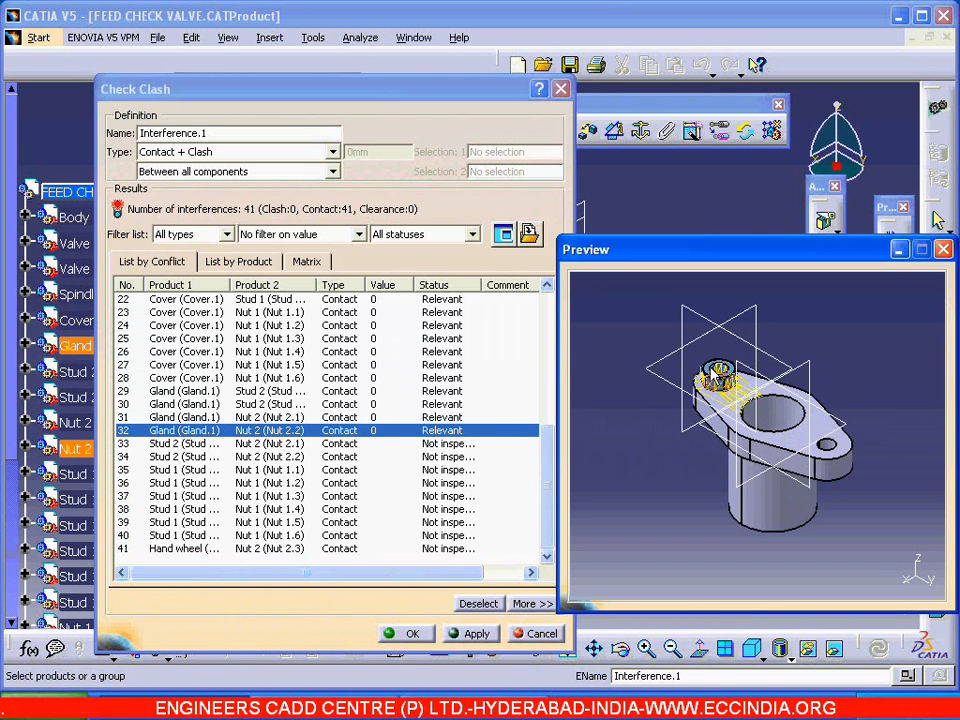 CATIA V5 - [FEED CHECK VALVE.CATProduct]
Start ENOVIA V5 VPM File Edit View Insert Tools Analyze Window Help
Check Clash
Definition
Name: Interference.1
Type: Contact + Clash 0mm Selection: 1 No selection
Between all components Selection: 2 No selection
Results
Number of interferences: 41 (Clash:0, Contact:41, Clearance:0)
Filter list: All types No filter on value All statuses
List by Conflict List by Product Matrix
No. Product 1 Product 2 Type Value Status Comment
22 Cover (Cover.1) Stud 1 (Stud ... Contact 0 Relevant
23 Cover (Cover.1) Nut 1 (Nut 1.1) Contact 0 Relevant
24 Cover (Cover.1) Nut 1 (Nut 1.2) Contact 0 Relevant
25 Cover (Cover.1) Nut 1 (Nut 1.3) Contact 0 Relevant
26 Cover (Cover.1) Nut 1 (Nut 1.4) Contact 0 Relevant
27 Cover (Cover.1) Nut 1 (Nut 1.5) Contact 0 Relevant
28 Cover (Cover.1) Nut 1 (Nut 1.6) Contact 0 Relevant
29 Gland (Gland.1) Stud 2 (Stud ... Contact 0 Relevant
30 Gland (Gland.1) Stud 2 (Stud ... Contact 0 Relevant
31 Gland (Gland.1) Nut 2 (Nut 2.1) Contact 0 Relevant
32 Gland (Gland.1) Nut 2 (Nut 2.2) Contact 0 Relevant
33 Stud 2 (Stud ... Nut 2 (Nut 2.1) Contact Not inspe...
34 Stud 2 (Stud ... Nut 2 (Nut 2.2) Contact Not inspe...
35 Stud 1 (Stud ... Nut 1 (Nut 1.1) Contact Not inspe...
36 Stud 1 (Stud ... Nut 1 (Nut 1.2) Contact Not inspe...
37 Stud 1 (Stud ... Nut 1 (Nut 1.3) Contact Not inspe...
38 Stud 1 (Stud ... Nut 1 (Nut 1.4) Contact Not inspe...
39 Stud 1 (Stud ... Nut 1 (Nut 1.5) Contact Not inspe...
40 Stud 1 (Stud ... Nut 1 (Nut 1.6) Contact Not inspe...
41 Hand wheel (... Nut 2 (Nut 2.3) Contact Not inspe...
Deselect More >>
OK Apply Cancel
FEED CH
Body
Valve
Valve
Spindl
Cover
Gland
Stud 2
Stud 2
Nut 2
Nut 2
Stud
Stud
Stud
Stud
Stud
Stud
A...
Pr...
Preview
z
x y
CATIA
Select products or a group EName Interference.1
. ENGINEERS CADD CENTRE (P) LTD.-HYDERABAD-INDIA-WWW.ECCINDIA.ORG